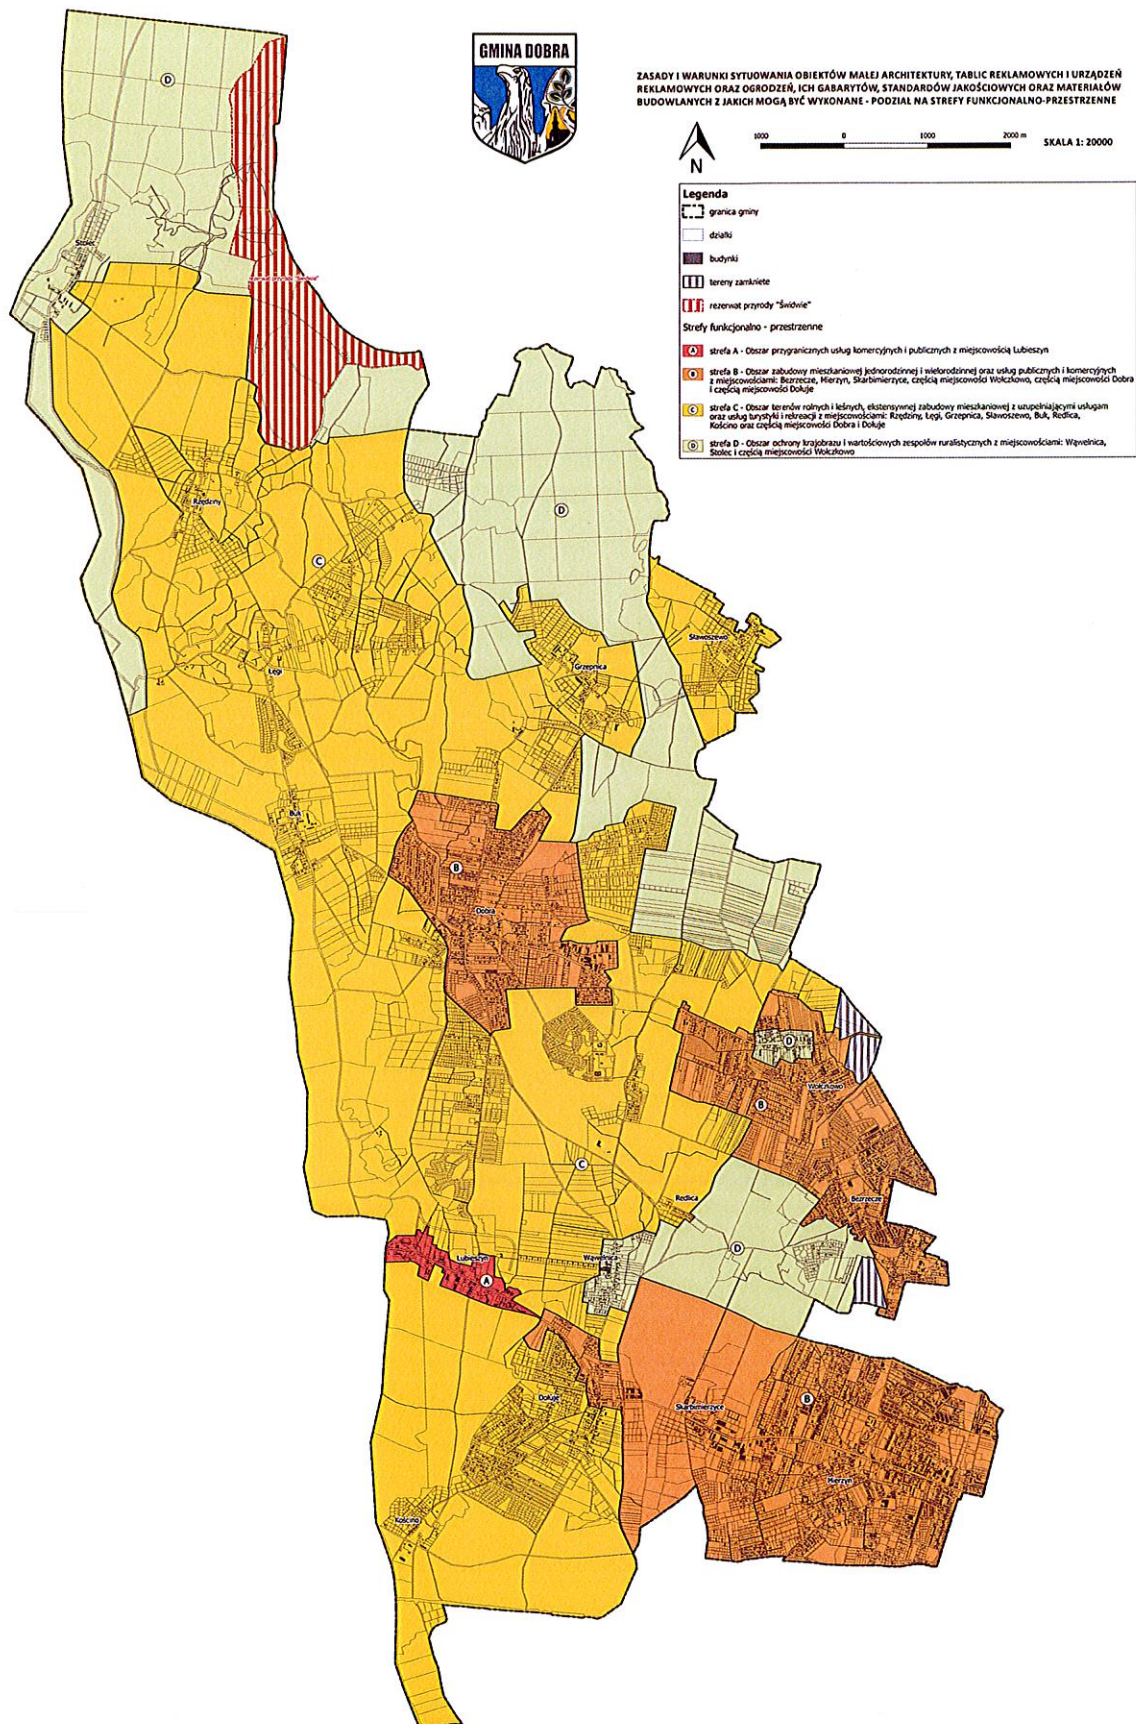 GMINA DOBRA
ZASADY I WARUNKI SYTUOWANIA OBIEKTÓW MAŁEJ ARCHITEKTURY, TABLIC REKLAMOWYCH I URZĄDZEŃ
REKLAMOWYCH ORAZ OGRODZEŃ, ICH GABARYTÓW, STANDARDÓW JAKOŚCIOWYCH ORAZ MATERIAŁÓW
BUDOWLANYCH Z JAKICH MOGĄ BYĆ WYKONANE - PODZIAŁ NA STREFY FUNKCJONALNO-PRZESTRZENNE
N
1000 0 1000 2000 m
SKALA 1: 20000
Legenda
granica gminy
działki
budynki
tereny zamkniete
rezerwat przyrody "Świdwie"
Strefy funkcjonalno - przestrzenne
A strefa A - Obszar przygranicznych usług komercyjnych i publicznych z miejscowością Lubieszyn
B strefa B - Obszar zabudowy mieszkaniowej jednorodzinnej i wielorodzinnej oraz usług publicznych i komercyjnych
z miejscowościami: Bezrzecze, Mierzyn, Skarbimierzyce, częścią miejscowości Wołczkowo, częścią miejscowości Dobra
i częścią miejscowości Dołuje
C strefa C - Obszar terenów rolnych i leśnych, ekstensywnej zabudowy mieszkaniowej z uzupełniającymi usługam
oraz usług turystyki i rekreacji z miejscowościami: Rzędziny, Łęgi, Grzepnica, Sławoszewo, Buk, Redlica,
Kościno oraz częścią miejscowości Dobra i Dołuje
D strefa D - Obszar ochrony krajobrazu i wartościowych zespołów ruralistycznych z miejscowościami: Wąwelnica,
Stolec i częścią miejscowości Wołczkowo
D
Stolec
rezerwat przyrody "Świdwie"
Rzędziny
D
C
Sławoszewo
Grzepnica
Łęgi
Buk
B
Dobra
D
Wołczkowo
B
C
Redlica
Bezrzecze
D
Lubieszyn
Wąwelnica
A
Dołuje
B
Skarbimierzyce
Mierzyn
Kościno